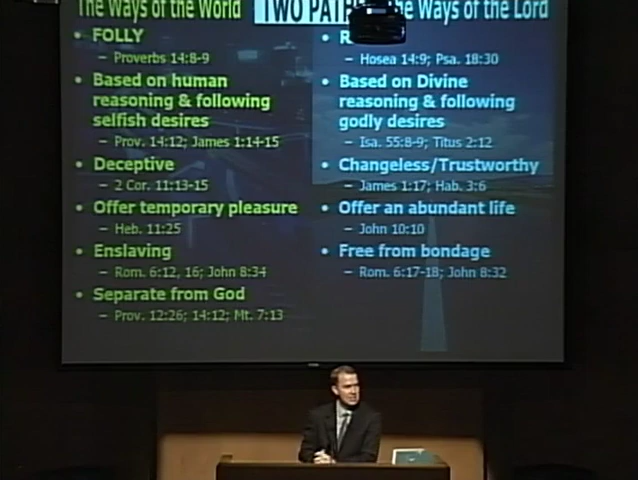 The Ways of the World
TWO PATHS
The Ways of the Lord
• FOLLY
– Proverbs 14:8-9
• Based on human
reasoning & following
selfish desires
– Prov. 14:12; James 1:14-15
• Deceptive
– 2 Cor. 11:13-15
• Offer temporary pleasure
– Heb. 11:25
• Enslaving
– Rom. 6:12, 16; John 8:34
• Separate from God
– Prov. 12:26; 14:12; Mt. 7:13
– Hosea 14:9; Psa. 18:30
• Based on Divine
reasoning & following
godly desires
– Isa. 55:8-9; Titus 2:12
• Changeless/Trustworthy
– James 1:17; Hab. 3:6
• Offer an abundant life
– John 10:10
• Free from bondage
– Rom. 6:17-18; John 8:32